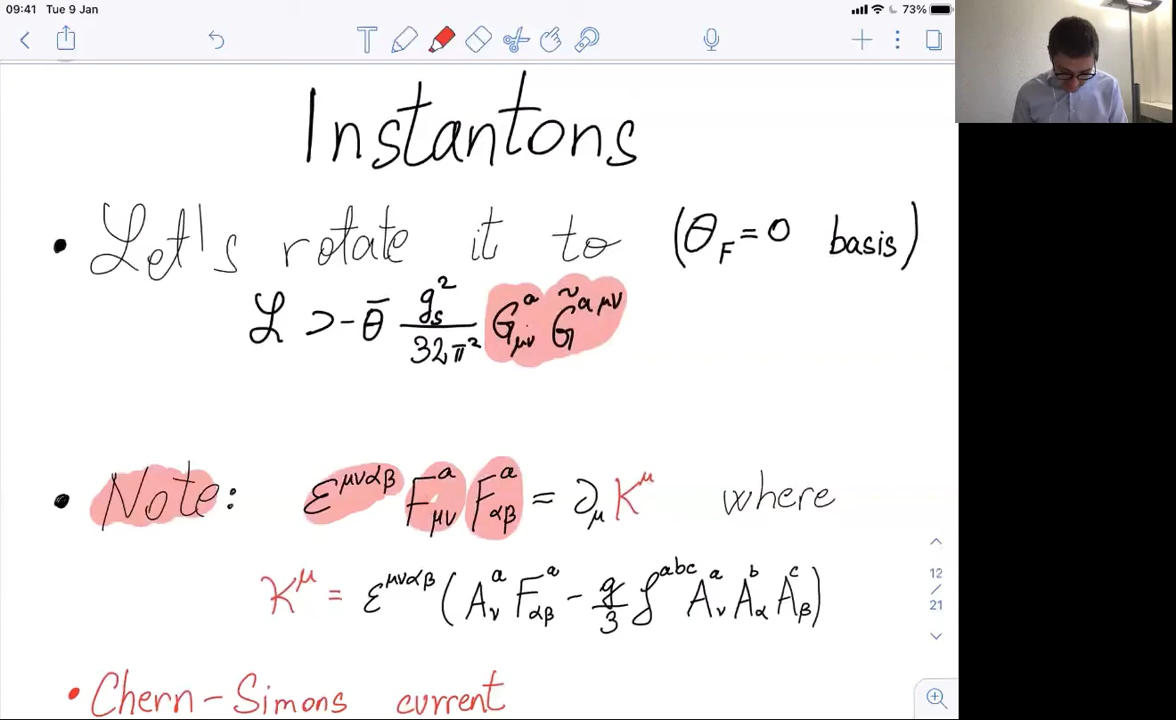 09:41 Tue 9 Jan
73%
Instantons
• Let's rotate it to (θ_F = 0 basis)
ℒ ⊃ - θ̄ g_s²/32π² G^a_μν G̃^a μν
• Note: ε^μναβ F^a_μν F^a_αβ = ∂_μ K^μ where
K^μ = ε^μναβ (A^a_ν F^a_αβ - g/3 f^abc A^a_ν A^b_α A^c_β)
• Chern-Simons current
12
/
21